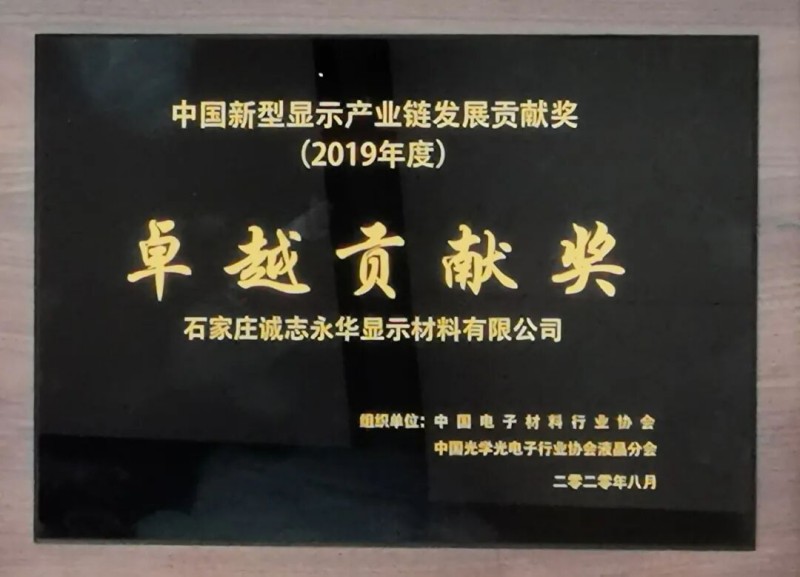 中国新型显示产业链发展贡献奖
(2019年度)
卓越贡献奖
石家庄诚志永华显示材料有限公司
组织单位：中国电子材料行业协会
中国光学光电子行业协会液晶分会
二零二零年八月